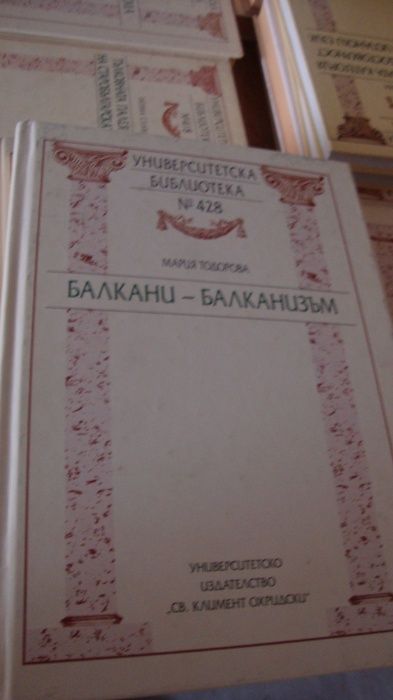 УНИВЕРСИТЕТСКА
БИБЛИОТЕКА
№ 428
МАРИЯ ТОДОРОВА
БАЛКАНИ – БАЛКАНИЗЪМ
УНИВЕРСИТЕТСКО
ИЗДАТЕЛСТВО
„СВ. КЛИМЕНТ ОХРИДСКИ"